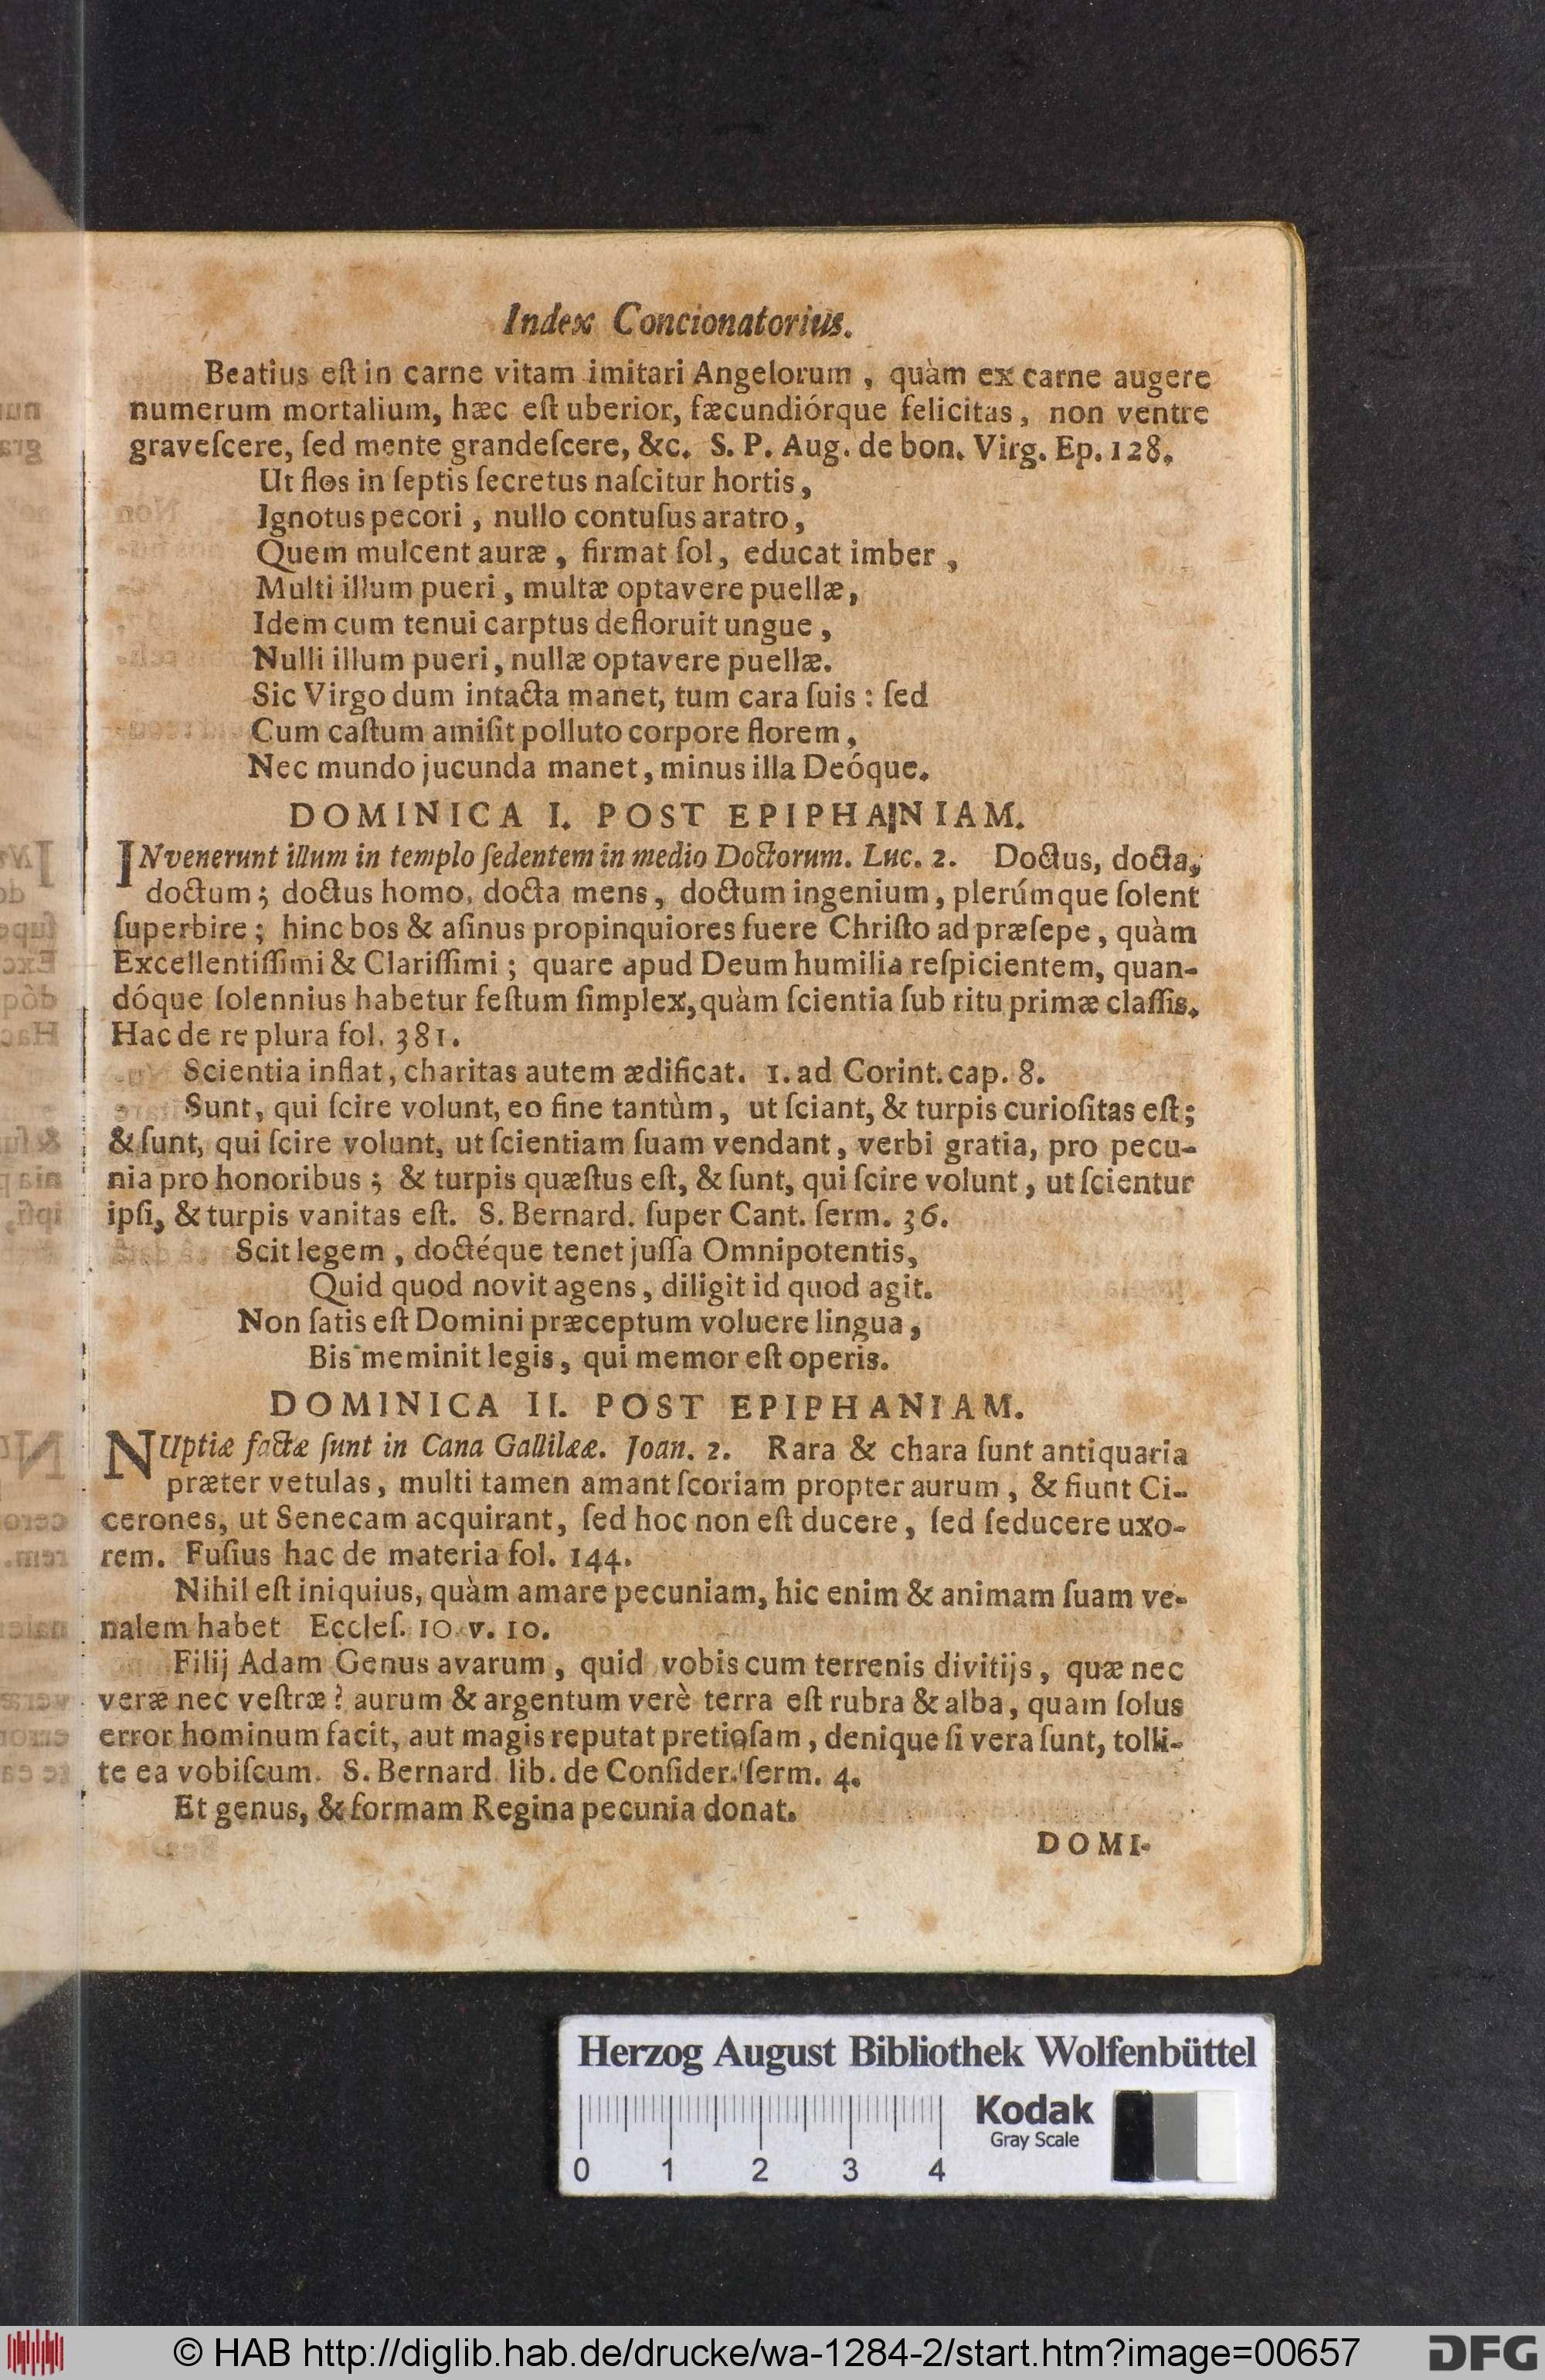 Index Concionatorius.
Beatius eſt in carne vitam imitari Angelorum, quàm ex carne augere
numerum mortalium, hæc eſt uberior, fæcundiórque felicitas, non ventre
graveſcere, ſed mente grandeſcere, &c. S. P. Aug. de bon. Virg. Ep. 128.
Ut flos in ſeptis ſecretus naſcitur hortis,
Ignotus pecori, nullo contuſus aratro,
Quem mulcent auræ, firmat ſol, educat imber,
Multi illum pueri, multæ optavere puellæ,
Idem cum tenui carptus defloruit ungue,
Nulli illum pueri, nullæ optavere puellæ.
Sic Virgo dum intacta manet, tum cara ſuis: ſed
Cum caſtum amiſit polluto corpore florem,
Nec mundo jucunda manet, minus illa Deóque.
DOMINICA I. POST EPIPHANIAM.
INvenerunt illum in templo ſedentem in medio Doctorum. Luc. 2. Doctus, docta,
doctum; doctus homo, docta mens, doctum ingenium, plerúmque ſolent
ſuperbire; hinc bos & aſinus propinquiores fuere Chriſto ad præſepe, quàm
Excellentiſſimi & Clariſſimi; quare apud Deum humilia reſpicientem, quan-
dóque ſolennius habetur feſtum ſimplex, quàm ſcientia ſub ritu primæ claſſis.
Hac de re plura fol. 381.
Scientia inflat, charitas autem ædificat. 1. ad Corint. cap. 8.
Sunt, qui ſcire volunt, eo fine tantùm, ut ſciant, & turpis curioſitas eſt;
& ſunt, qui ſcire volunt, ut ſcientiam ſuam vendant, verbi gratia, pro pecu-
nia pro honoribus; & turpis quæſtus eſt, & ſunt, qui ſcire volunt, ut ſcientur
ipſi, & turpis vanitas eſt. S. Bernard. ſuper Cant. ſerm. 36.
Scit legem, doctéque tenet juſſa Omnipotentis,
Quid quod novit agens, diligit id quod agit.
Non ſatis eſt Domini præceptum voluere lingua,
Bis meminit legis, qui memor eſt operis.
DOMINICA II. POST EPIPHANIAM.
NUptiæ factæ ſunt in Cana Gallilææ. Joan. 2. Rara & chara ſunt antiquaria
præter vetulas, multi tamen amant ſcoriam propter aurum, & fiunt Ci-
cerones, ut Senecam acquirant, ſed hoc non eſt ducere, ſed ſeducere uxo-
rem. Fuſius hac de materia fol. 144.
Nihil eſt iniquius, quàm amare pecuniam, hic enim & animam ſuam ve-
nalem habet Eccleſ. 10. v. 10.
Filij Adam Genus avarum, quid vobis cum terrenis divitijs, quæ nec
veræ nec veſtræ? aurum & argentum verè terra eſt rubra & alba, quam ſolus
error hominum facit, aut magis reputat pretioſam, denique ſi vera ſunt, tolli-
te ea vobiſcum. S. Bernard. lib. de Conſider. ſerm. 4.
Et genus, & formam Regina pecunia donat.
DOMI-
Herzog August Bibliothek Wolfenbüttel
Kodak
Gray Scale
0 1 2 3 4
© HAB http://diglib.hab.de/drucke/wa-1284-2/start.htm?image=00657
DFG